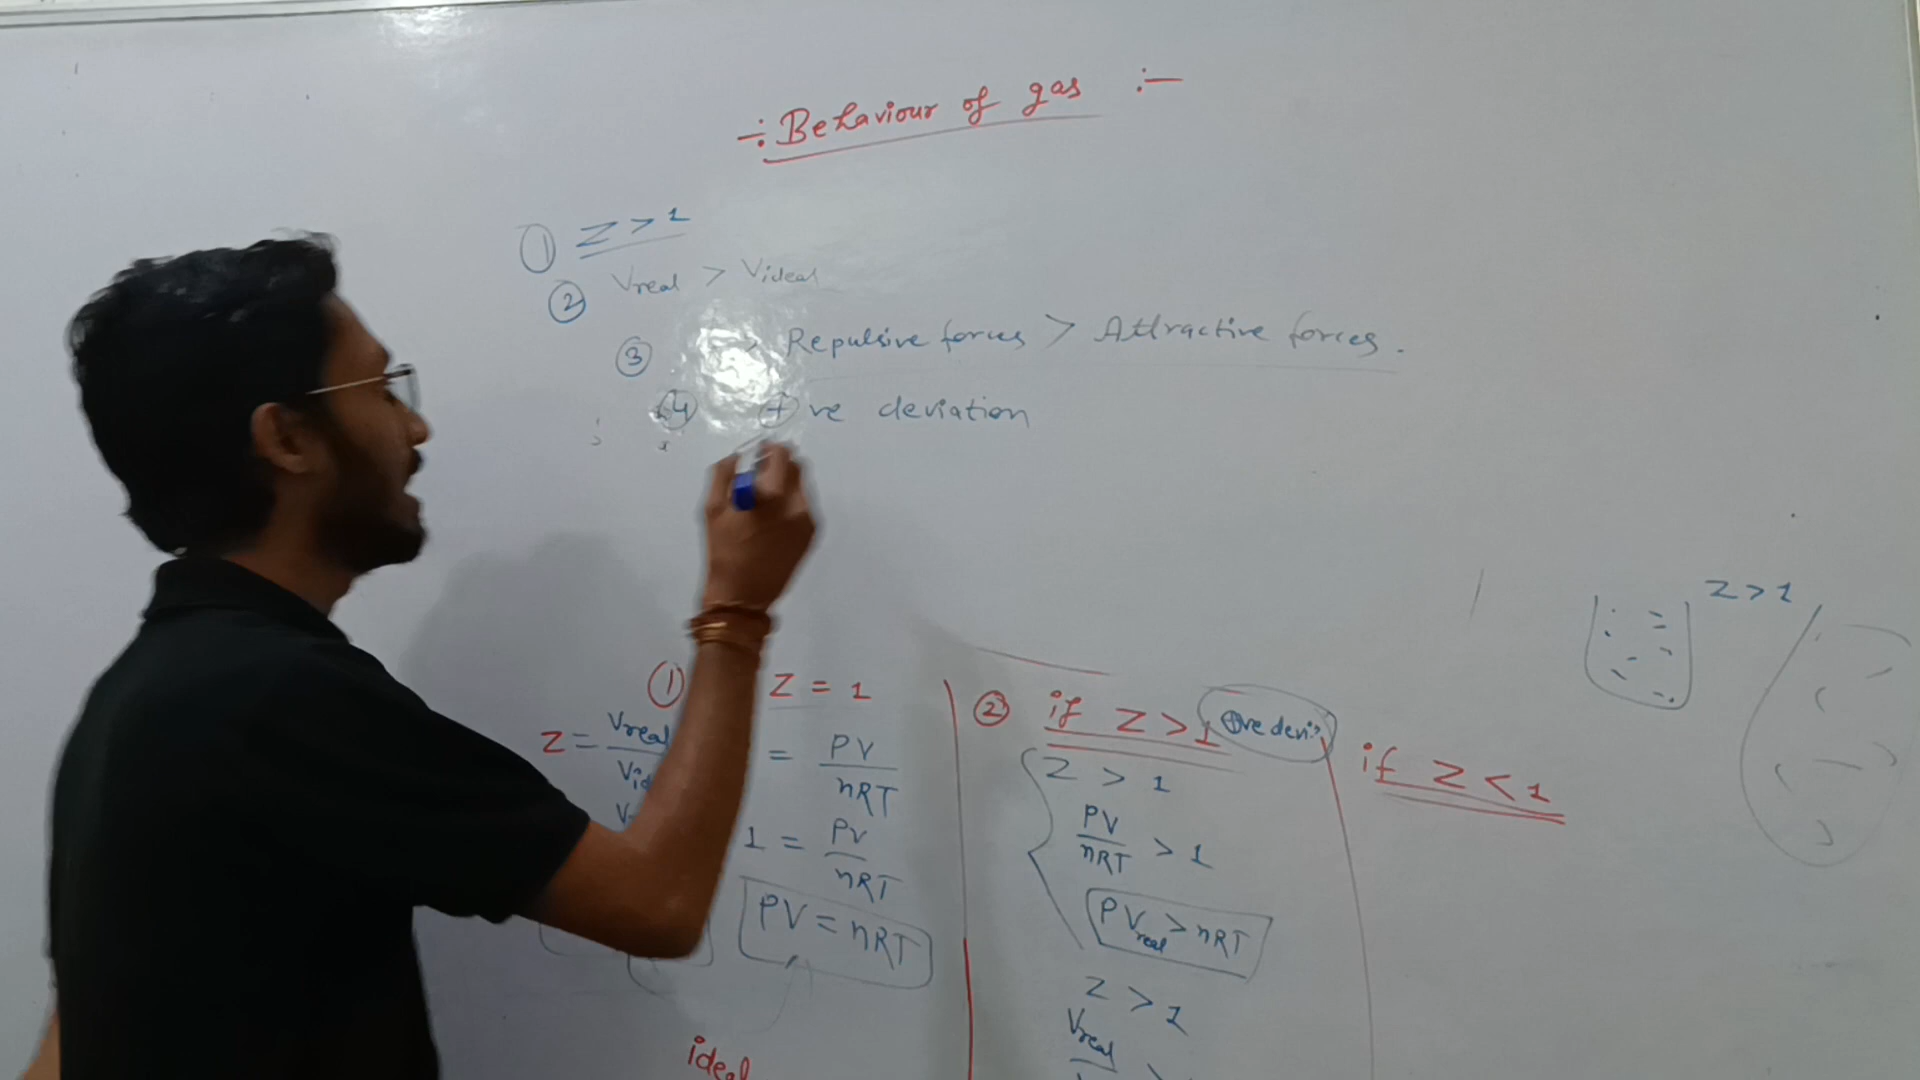 ÷ Behaviour of gas :-
① Z > 1
② Vreal > Videal
③ > Repulsive forces > Attractive forces.
④ +ve deviation
Z > 1
① Z = 1
Z = Vreal / = PV / nRT
1 = PV / nRT
PV = nRT
ideal
② if Z > 1 +ve devi.
Z > 1
PV / nRT > 1
PVreal > nRT
Z > 1
Vreal
if Z < 1